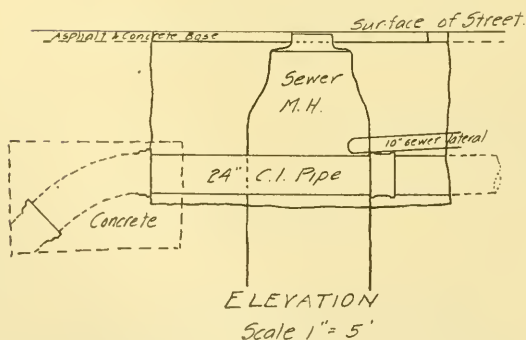 Surface of Street.
Asphalt & Concrete Base
Sewer
M.H.
10" sewer lateral
24" C.I. Pipe
Concrete
ELEVATION
Scale 1" = 5'